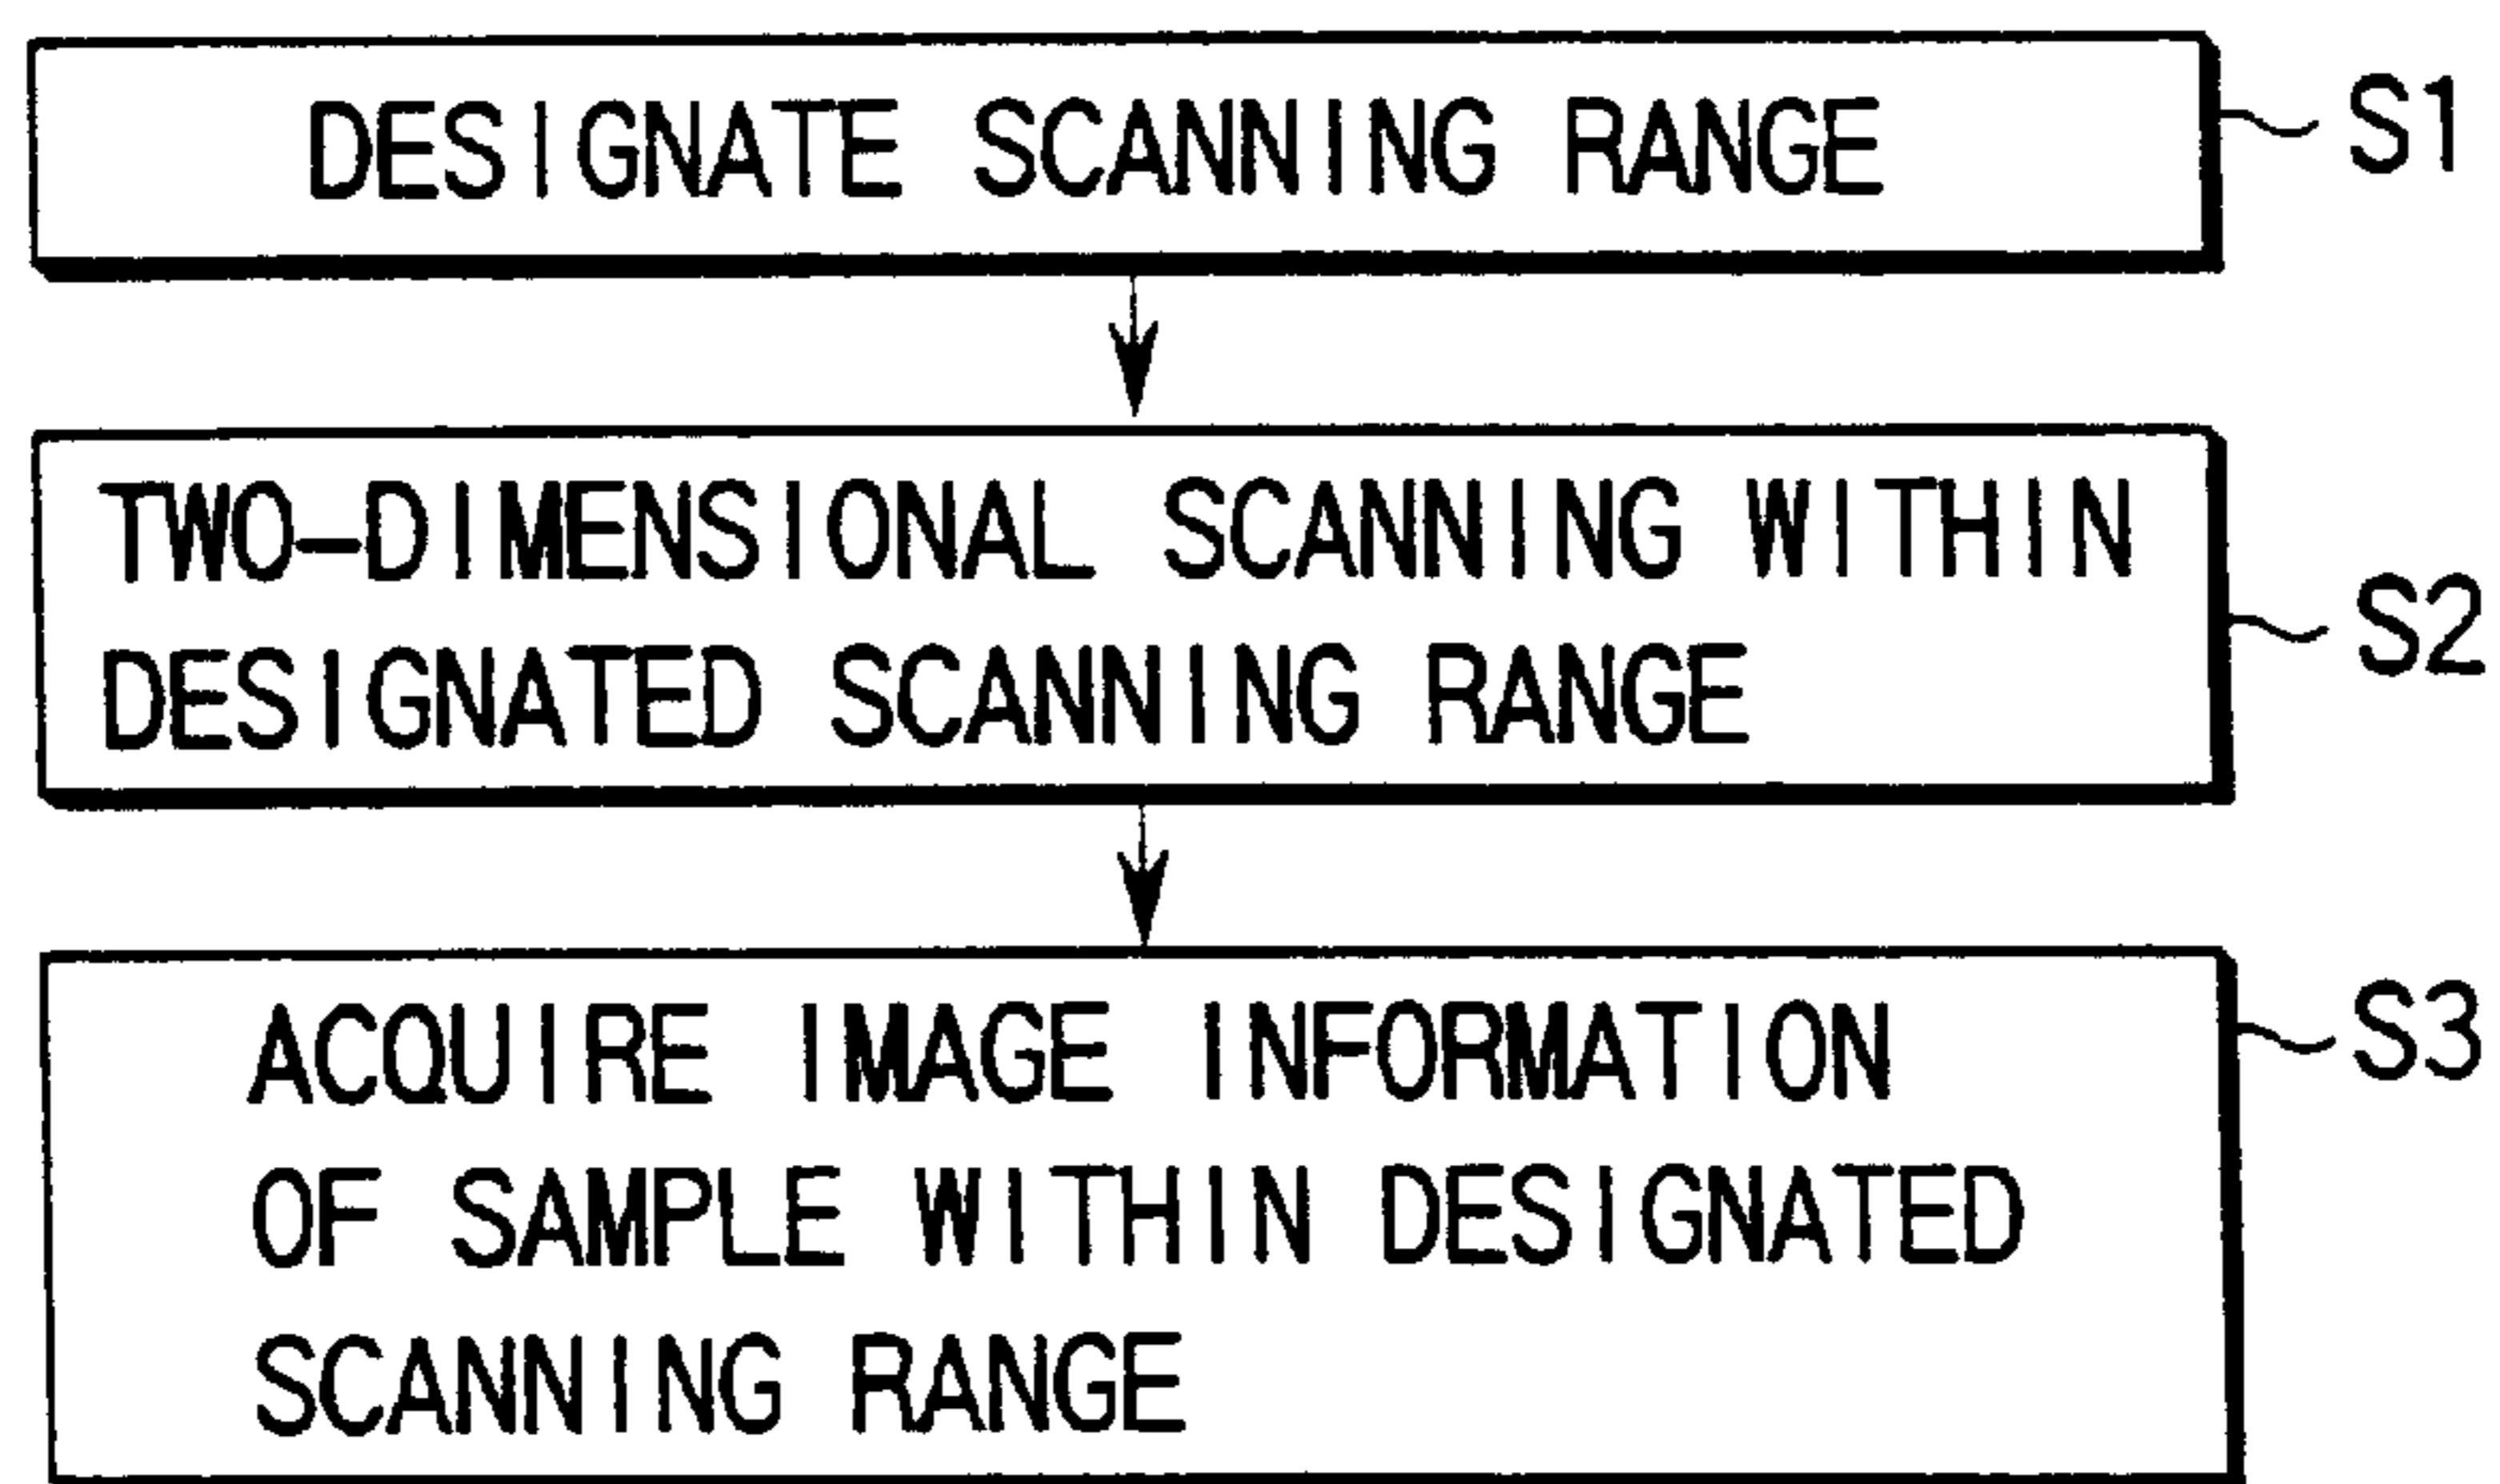 DESIGNATE SCANNING RANGE
S1
TWO-DIMENSIONAL SCANNING WITHIN
DESIGNATED SCANNING RANGE
S2
ACQUIRE IMAGE INFORMATION
OF SAMPLE WITHIN DESIGNATED
SCANNING RANGE
S3